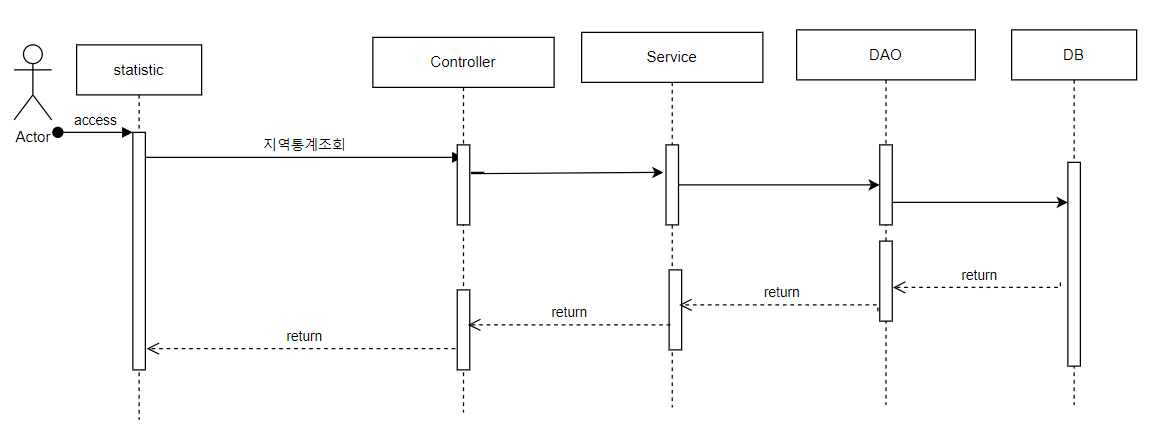 statistic
Controller
Service
DAO
DB
Actor
access
지역통계조회
return
return
return
return